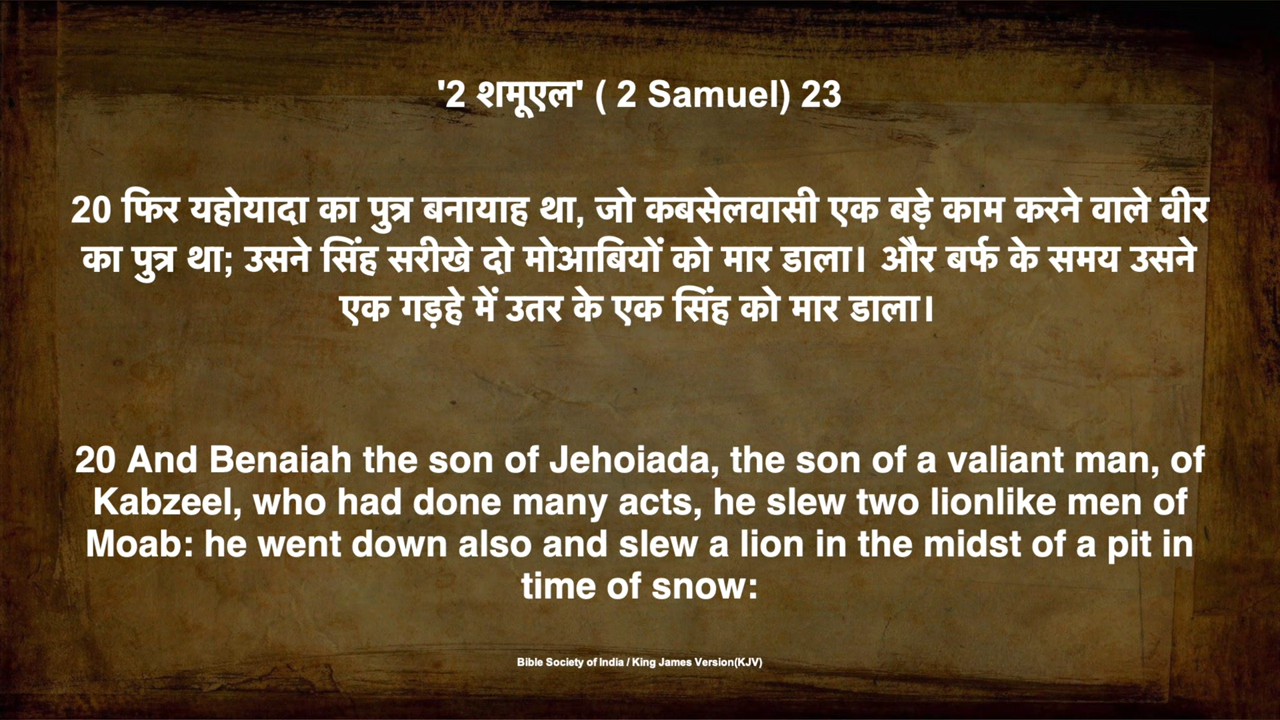 '2 शमूएल' ( 2 Samuel) 23
20 फिर यहोयादा का पुत्र बनायाह था, जो कबसेलवासी एक बड़े काम करने वाले वीर
का पुत्र था; उसने सिंह सरीखे दो मोआबियों को मार डाला। और बर्फ के समय उसने
एक गड़हे में उतर के एक सिंह को मार डाला।
20 And Benaiah the son of Jehoiada, the son of a valiant man, of
Kabzeel, who had done many acts, he slew two lionlike men of
Moab: he went down also and slew a lion in the midst of a pit in
time of snow:
Bible Society of India / King James Version(KJV)